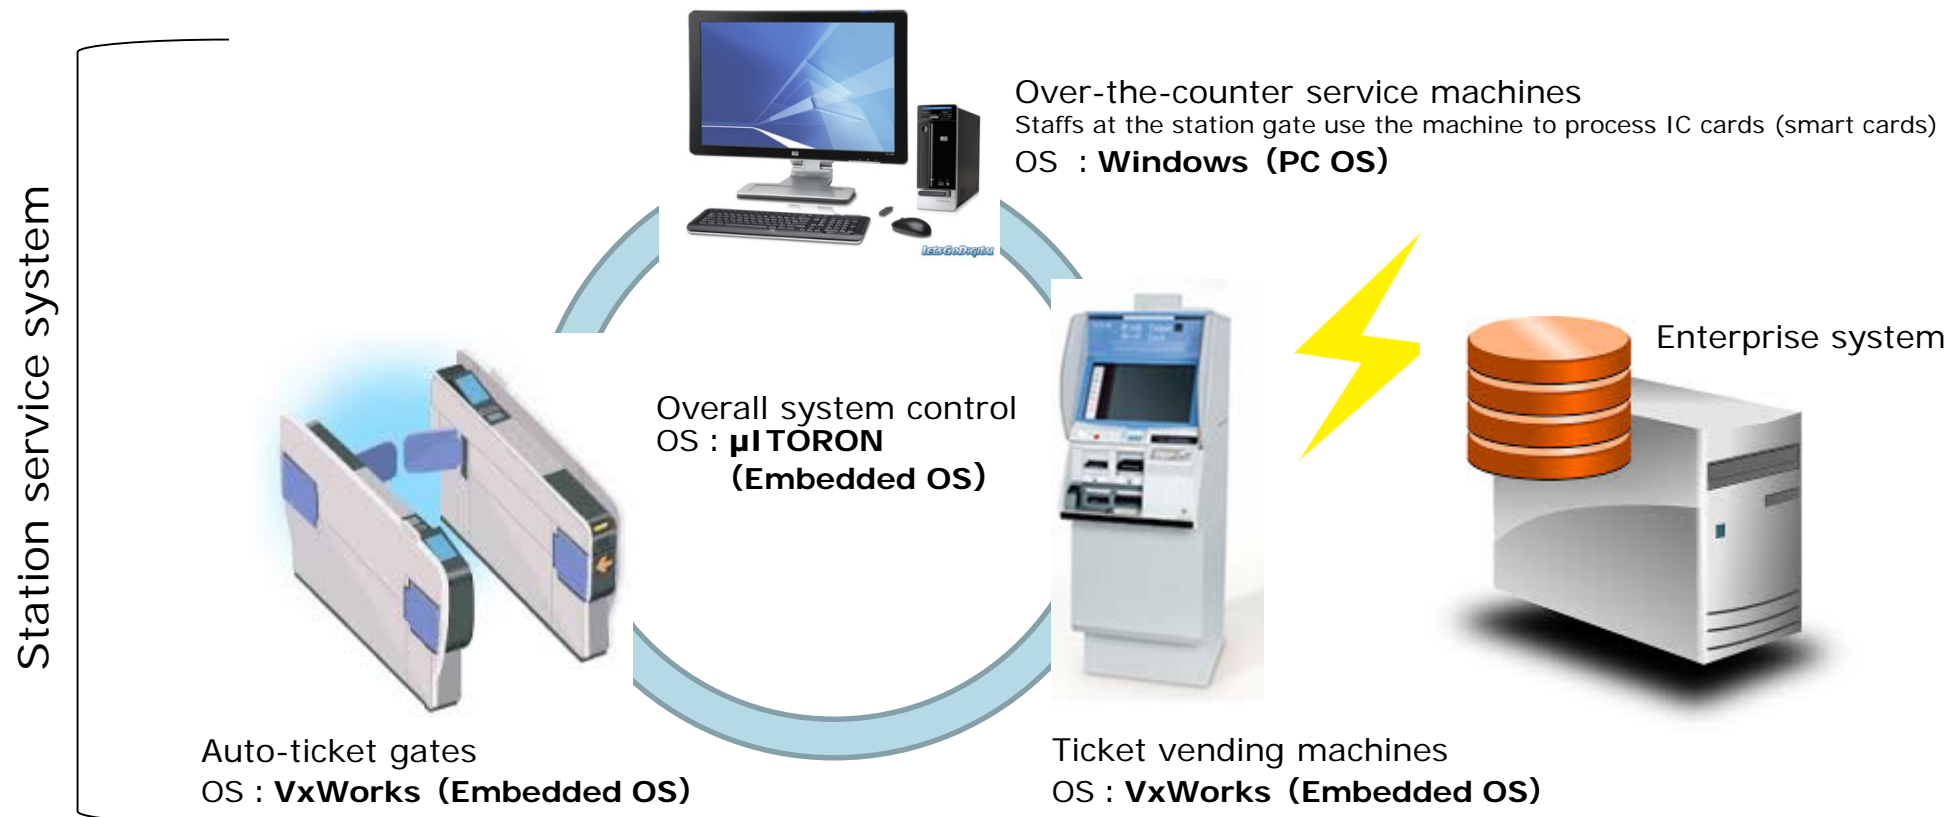 Station service system
Over-the-counter service machines
Staffs at the station gate use the machine to process IC cards (smart cards)
OS : Windows (PC OS)
LetsGoDigital
Enterprise system
Overall system control
OS : µITORON
(Embedded OS)
Auto-ticket gates
OS : VxWorks (Embedded OS)
Ticket vending machines
OS : VxWorks (Embedded OS)